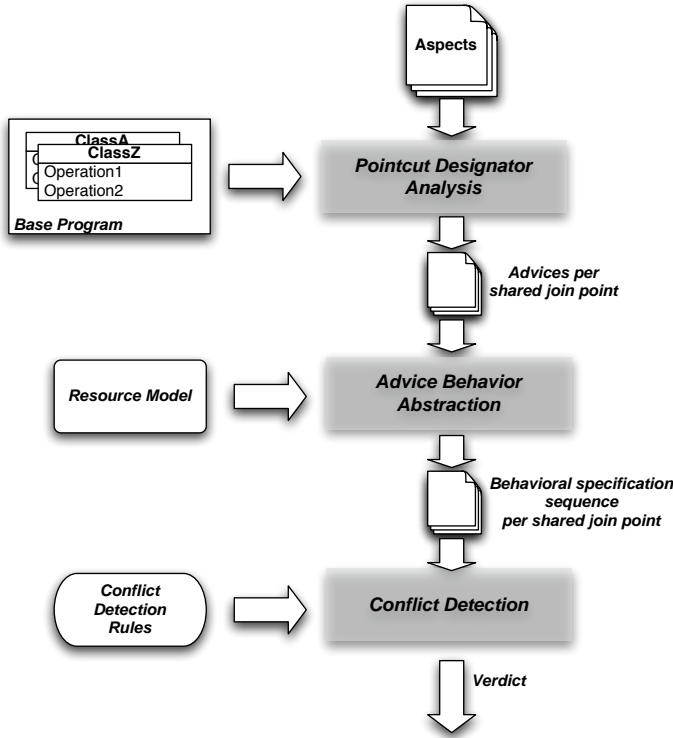 Aspects
ClassA
ClassZ
Operation1
Operation2
Base Program
Pointcut Designator
Analysis
Advices per
shared join point
Resource Model
Advice Behavior
Abstraction
Behavioral specification
sequence
per shared join point
Conflict
Detection
Rules
Conflict Detection
Verdict